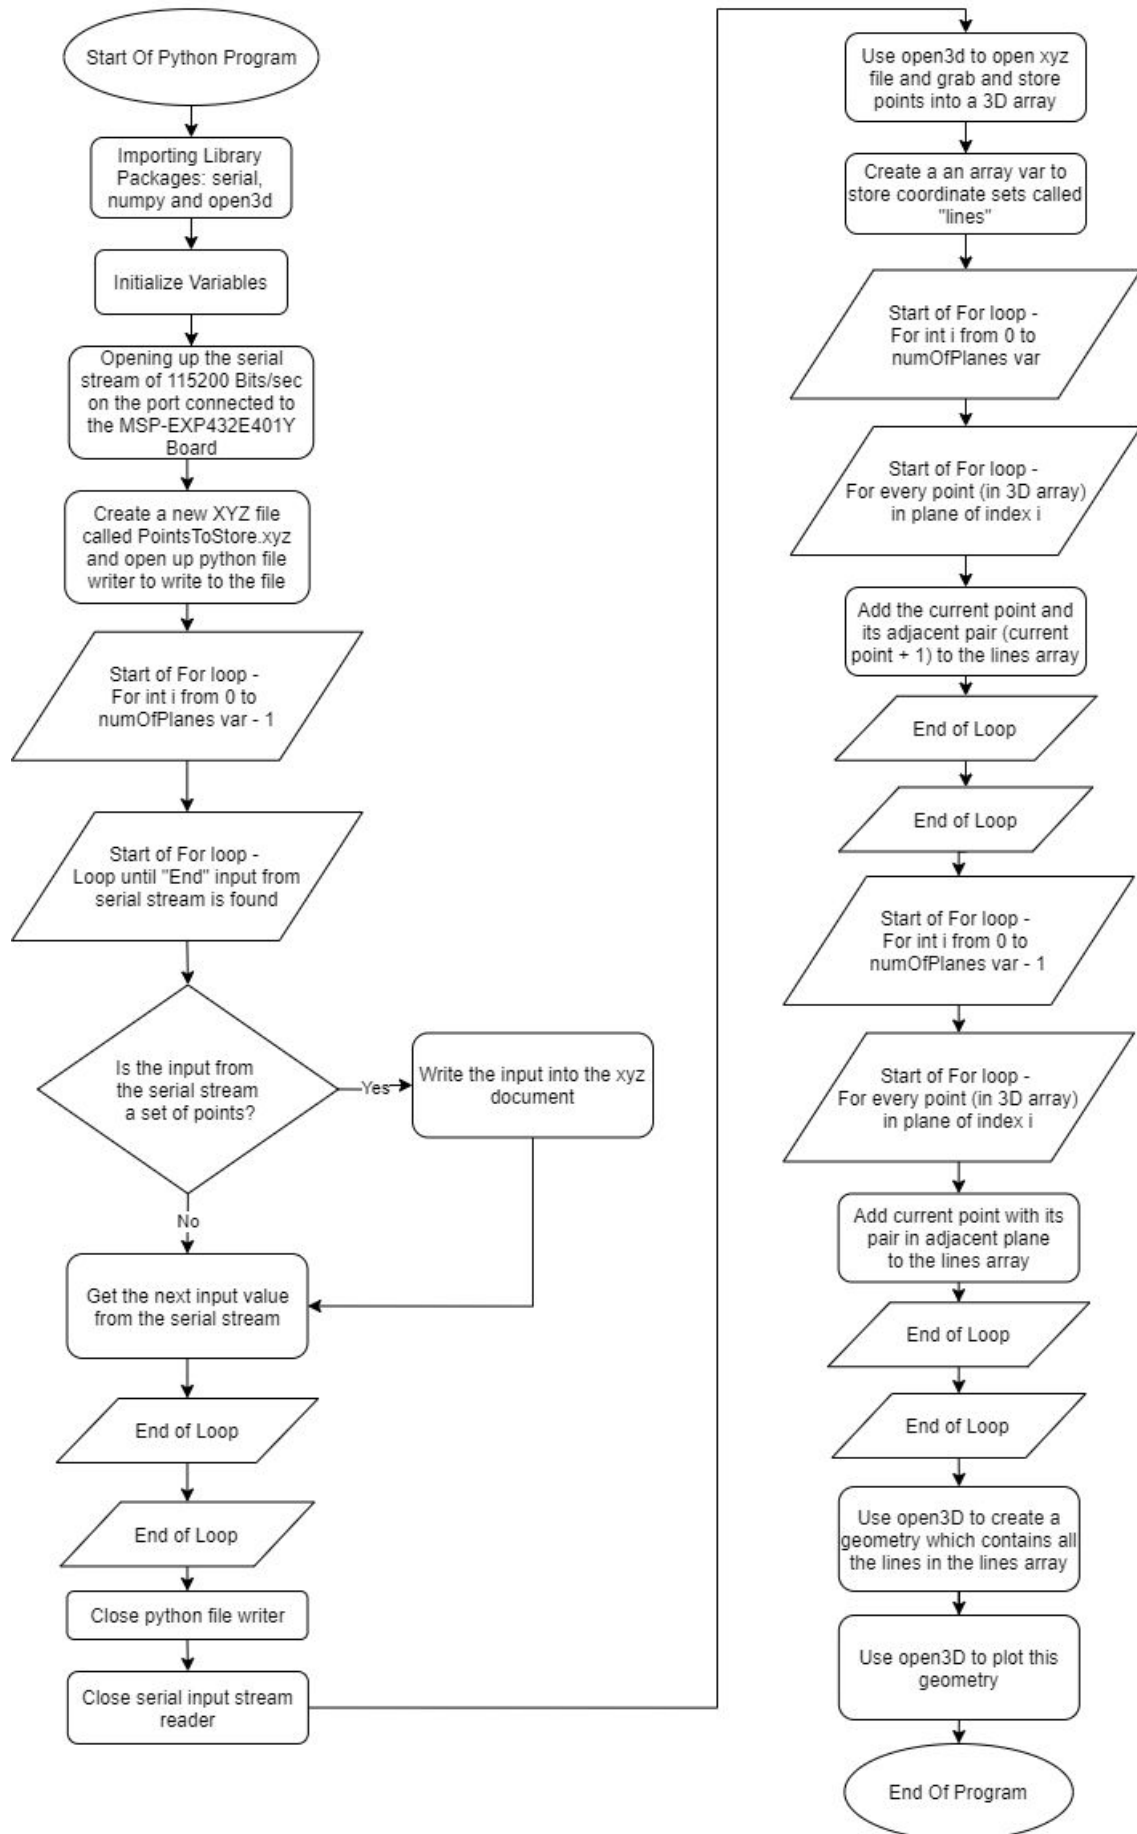 Start Of Python Program
Importing Library
Packages: serial,
numpy and open3d
Initialize Variables
Opening up the serial
stream of 115200 Bits/sec
on the port connected to
the MSP-EXP432E401Y
Board
Create a new XYZ file
called PointsToStore.xyz
and open up python file
writer to write to the file
Start of For loop -
For int i from 0 to
numOfPlanes var - 1
Start of For loop -
Loop until "End" input from
serial stream is found
Is the input from
the serial stream
a set of points?
Yes
Write the input into the xyz
document
No
Get the next input value
from the serial stream
End of Loop
End of Loop
Close python file writer
Close serial input stream
reader
Use open3d to open xyz
file and grab and store
points into a 3D array
Create a an array var to
store coordinate sets called
"lines"
Start of For loop -
For int i from 0 to
numOfPlanes var
Start of For loop -
For every point (in 3D array)
in plane of index i
Add the current point and
its adjacent pair (current
point + 1) to the lines array
End of Loop
End of Loop
Start of For loop -
For int i from 0 to
numOfPlanes var - 1
Start of For loop -
For every point (in 3D array)
in plane of index i
Add current point with its
pair in adjacent plane
to the lines array
End of Loop
End of Loop
Use open3D to create a
geometry which contains all
the lines in the lines array
Use open3D to plot this
geometry
End Of Program